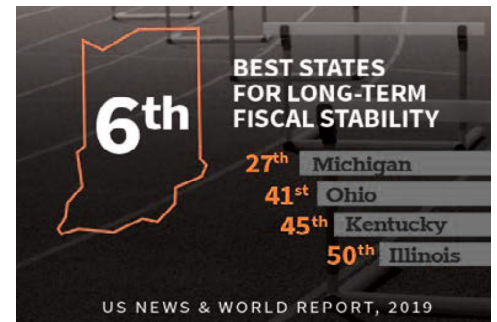 6th
BEST STATES
FOR LONG-TERM
FISCAL STABILITY
27th Michigan
41st Ohio
45th Kentucky
50th Illinois
US NEWS & WORLD REPORT, 2019